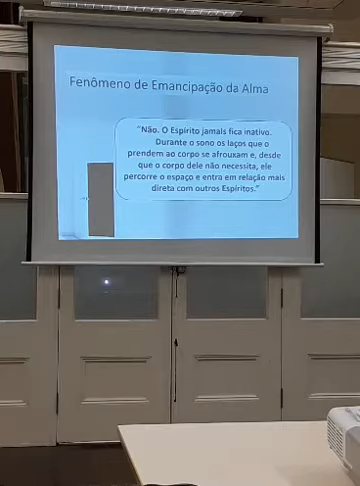 Fenômeno de Emancipação da Alma
"Não. O Espírito jamais fica inativo.
Durante o sono os laços que o
prendem ao corpo se afrouxam e, desde
que o corpo dele não necessita, ele
percorre o espaço e entra em relação mais
direta com outros Espíritos."